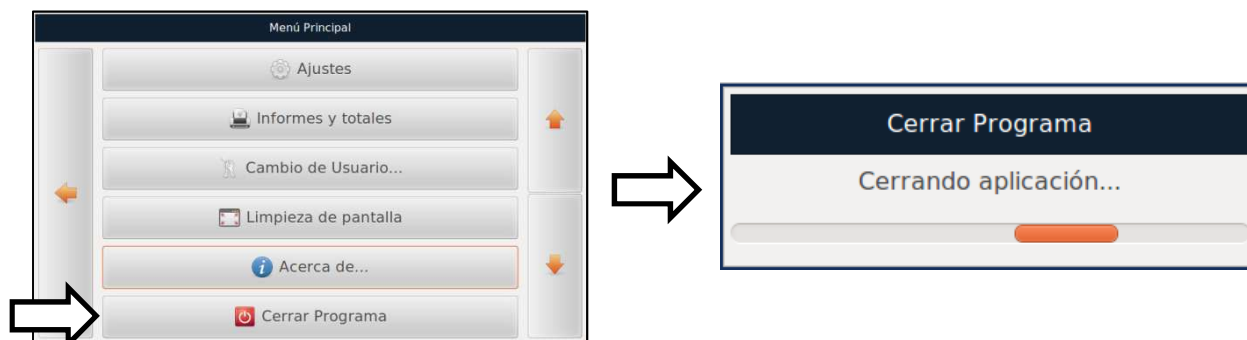 Menú Principal
Ajustes
Informes y totales
Cambio de Usuario...
Limpieza de pantalla
Acerca de...
Cerrar Programa
Cerrar Programa
Cerrando aplicación...